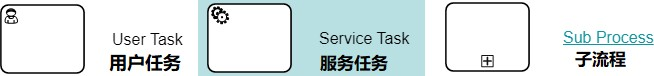 User Task
用户任务
Service Task
服务任务
Sub Process
子流程